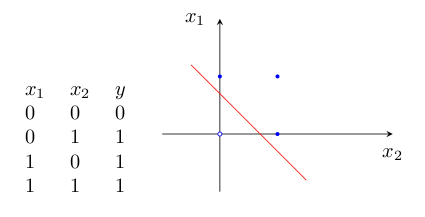 x₁
x₁ x₂ y
0 0 0
0 1 1
1 0 1
1 1 1
x₂